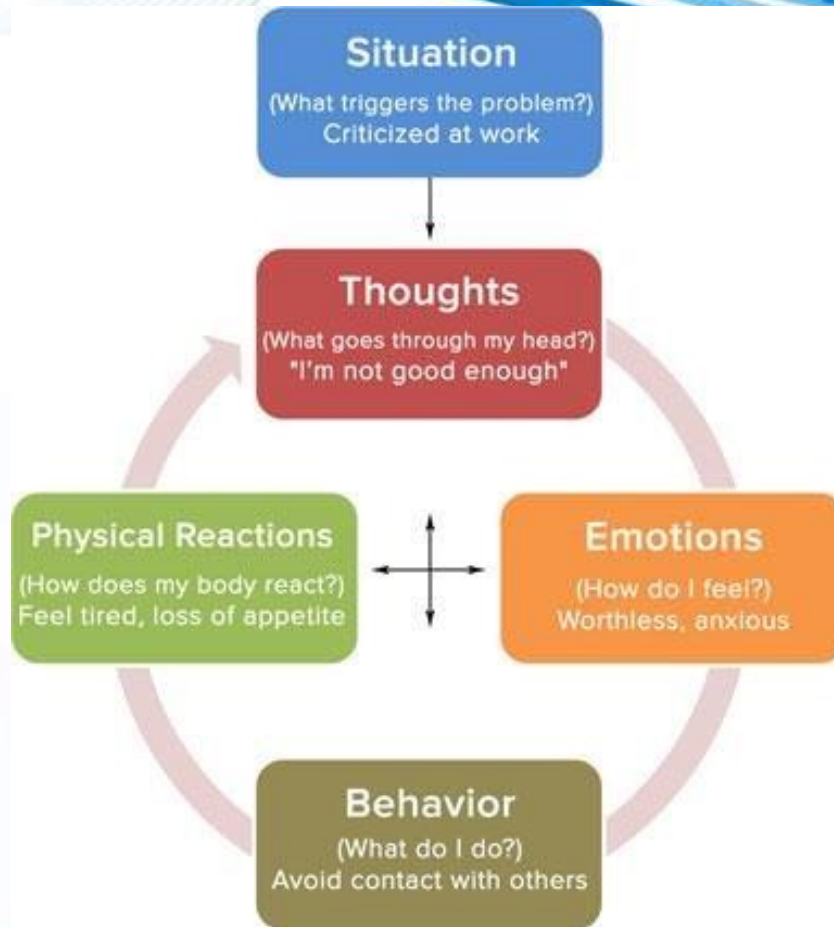 Situation
(What triggers the problem?)
Criticized at work
Thoughts
(What goes through my head?)
"I'm not good enough"
Physical Reactions
(How does my body react?)
Feel tired, loss of appetite
Emotions
(How do I feel?)
Worthless, anxious
Behavior
(What do I do?)
Avoid contact with others